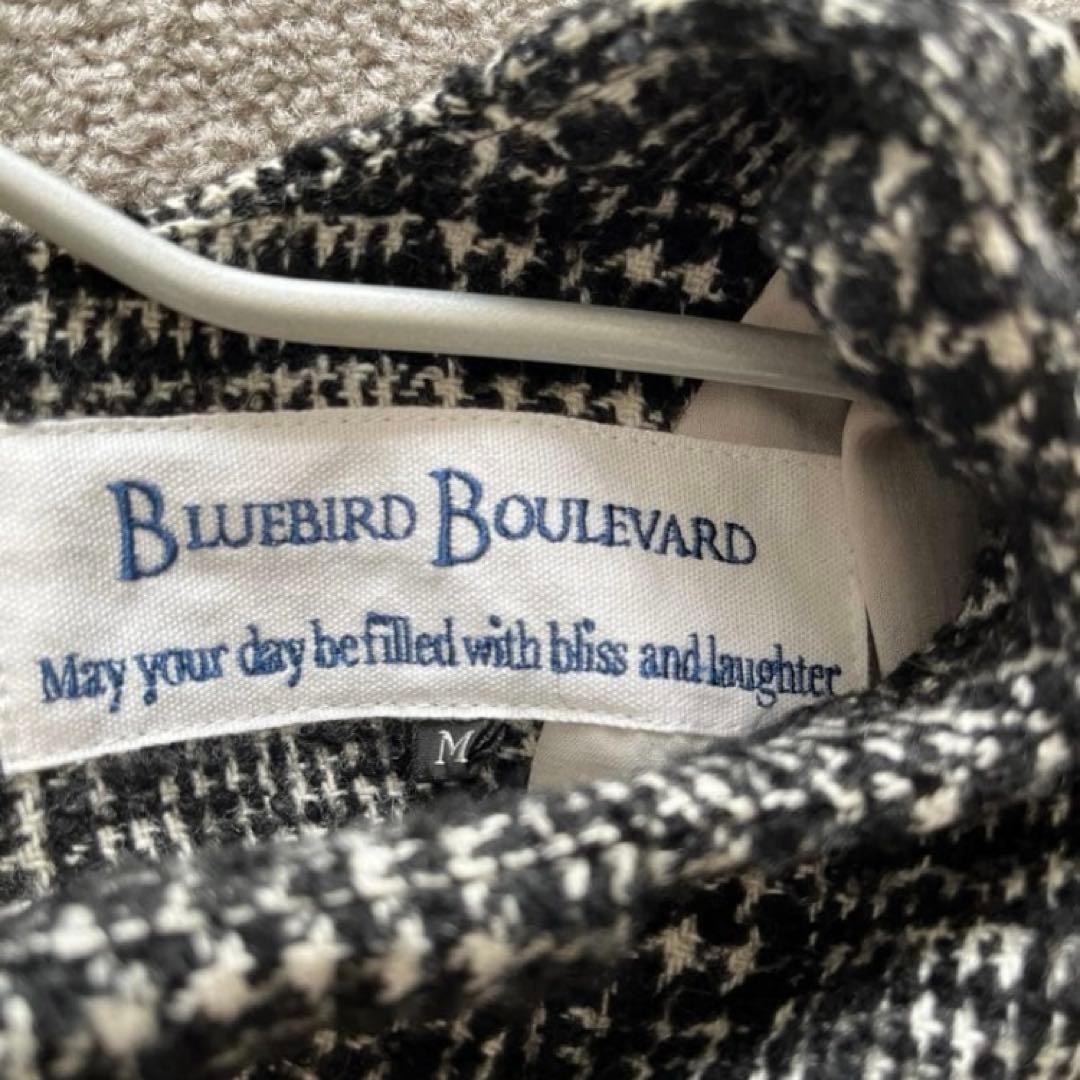 BLUEBIRD BOULEVARD
May your day be filled with bliss and laughter
M